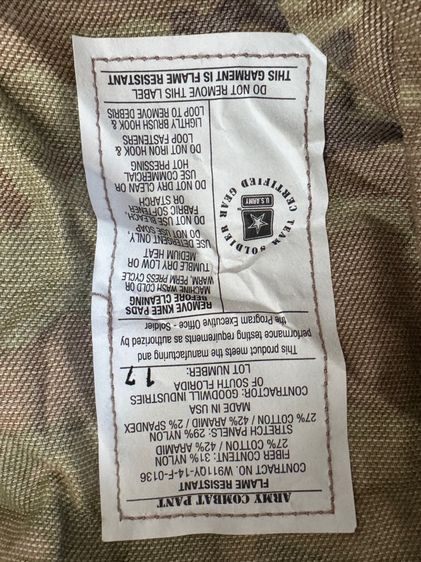 ARMY COMBAT PANT
FLAME RESISTANT
CONTRACT NO. W91QY-14-F-0136
FIBER CONTENT: 31% NYLON
27% COTTON / 42% ARAMID
STRETCH PANELS: 29% NYLON
27% COTTON / 42% ARAMID / 2% SPANDEX
MADE IN USA
CONTRACTOR: GOODWILL INDUSTRIES
OF SOUTH FLORIDA
LOT NUMBER: 17
This product meets the manufacturing and
performance testing requirements as authorized by
the Program Executive Office - Soldier
REMOVE KNEE PADS
BEFORE CLEANING
MACHINE WASH COLD OR
WARM, PERM PRESS CYCLE
TUMBLE DRY LOW OR
MEDIUM HEAT
USE DETERGENT ONLY
DO NOT USE SOAP
DO NOT USE BLEACH,
FABRIC SOFTENER,
OR STARCH
DO NOT DRY CLEAN OR
USE COMMERCIAL
HOT PRESSING
DO NOT IRON HOOK &
LOOP FASTENERS
LIGHTLY BRUSH HOOK &
LOOP TO REMOVE DEBRIS
TEAM SOLDIER
U.S. ARMY
CERTIFIED GEAR
DO NOT REMOVE THIS LABEL
THIS GARMENT IS FLAME RESISTANT